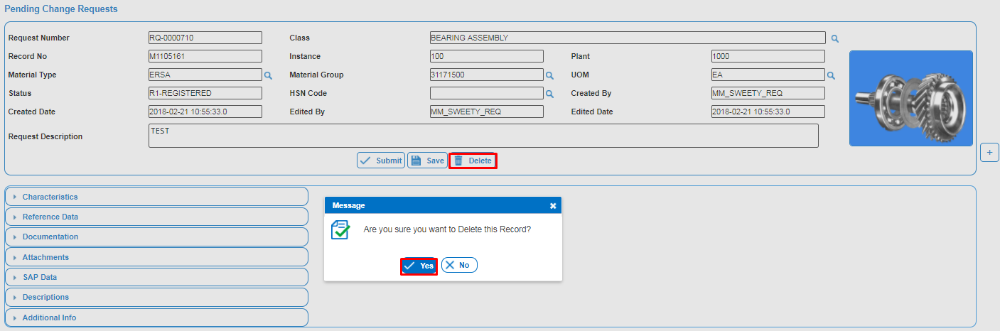 Pending Change Requests
Request Number RQ-0000710 Class BEARING ASSEMBLY
Record No M1105161 Instance 100 Plant 1000
Material Type ERSA Material Group 31171500 UOM EA
Status R1-REGISTERED HSN Code Created By MM_SWEETY_REQ
Created Date 2018-02-21 10:55:33.0 Edited By MM_SWEETY_REQ Edited Date 2018-02-21 10:55:33.0
Request Description TEST
Submit Save Delete
+
Characteristics
Reference Data
Documentation
Attachments
SAP Data
Descriptions
Additional Info
Message
Are you sure you want to Delete this Record?
Yes No